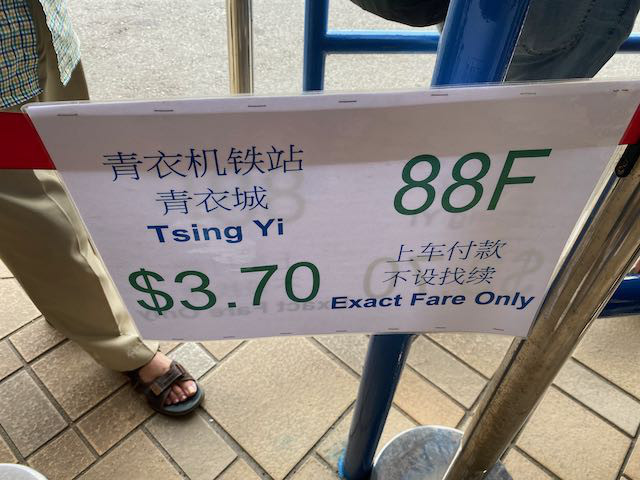 青衣机铁站
青衣城
Tsing Yi
$3.70
88F
上车付款
不设找续
Exact Fare Only